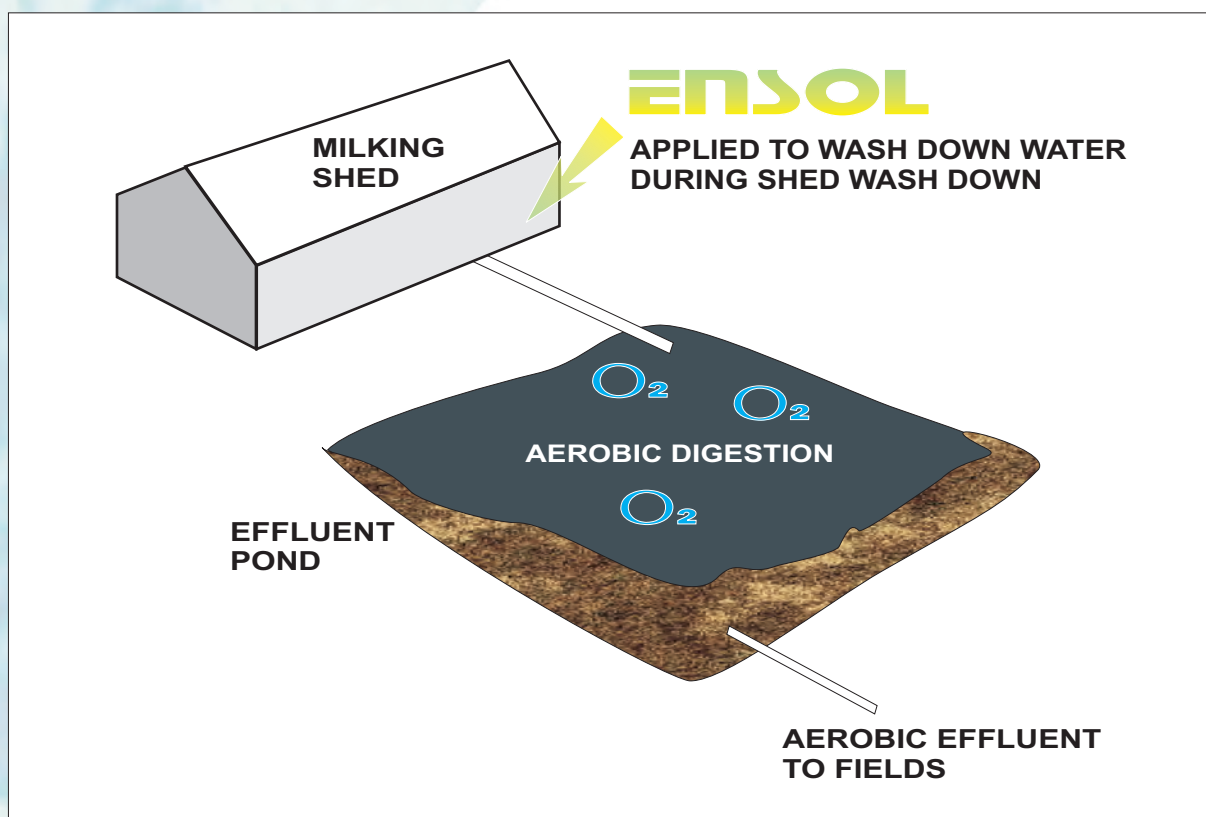 ENSOL
MILKING
SHED
APPLIED TO WASH DOWN WATER
DURING SHED WASH DOWN
O₂
O₂
AEROBIC DIGESTION
O₂
EFFLUENT
POND
AEROBIC EFFLUENT
TO FIELDS